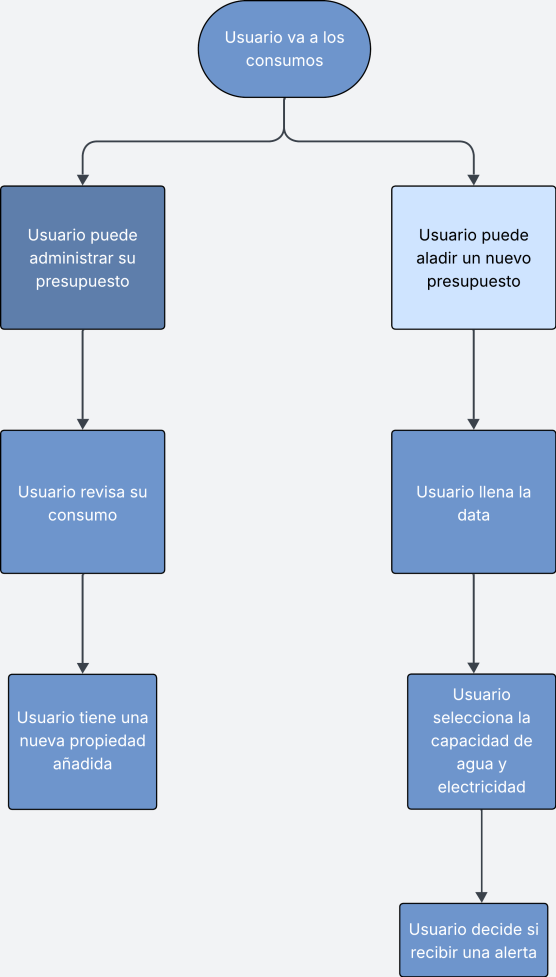 Usuario va a los
consumos
Usuario puede
administrar su
presupuesto
Usuario puede
aladir un nuevo
presupuesto
Usuario revisa su
consumo
Usuario llena la
data
Usuario tiene una
nueva propiedad
añadida
Usuario
selecciona la
capacidad de
agua y
electricidad
Usuario decide si
recibir una alerta